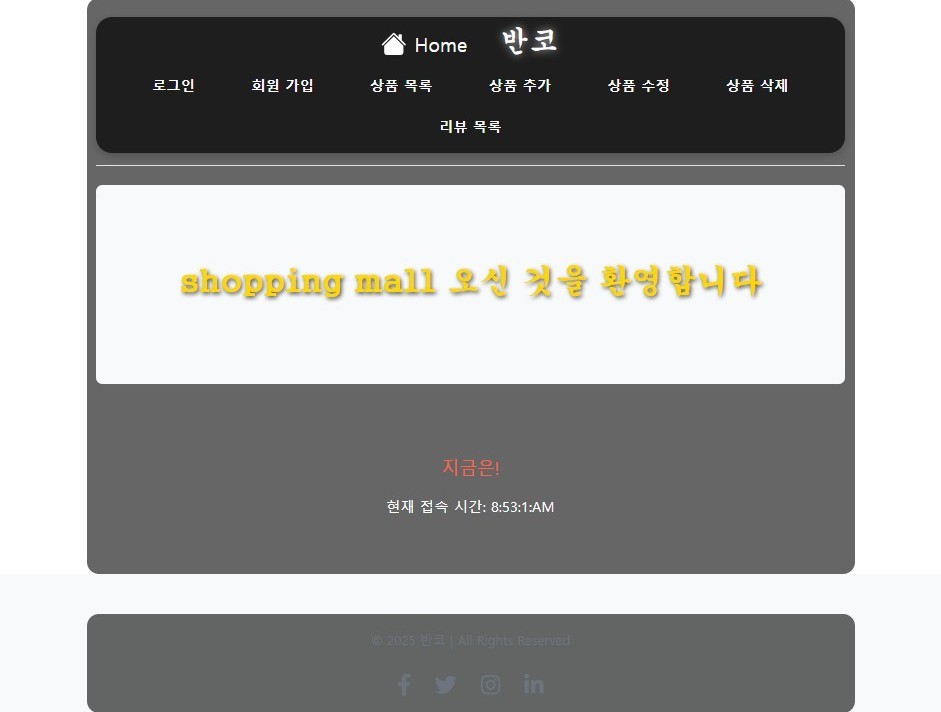 Home 반코
로그인 회원 가입 상품 목록 상품 추가 상품 수정 상품 삭제
리뷰 목록
shopping mall 오신 것을 환영합니다
지금은!
현재 접속 시간: 8:53:1:AM
© 2025 반코 | All Rights Reserved